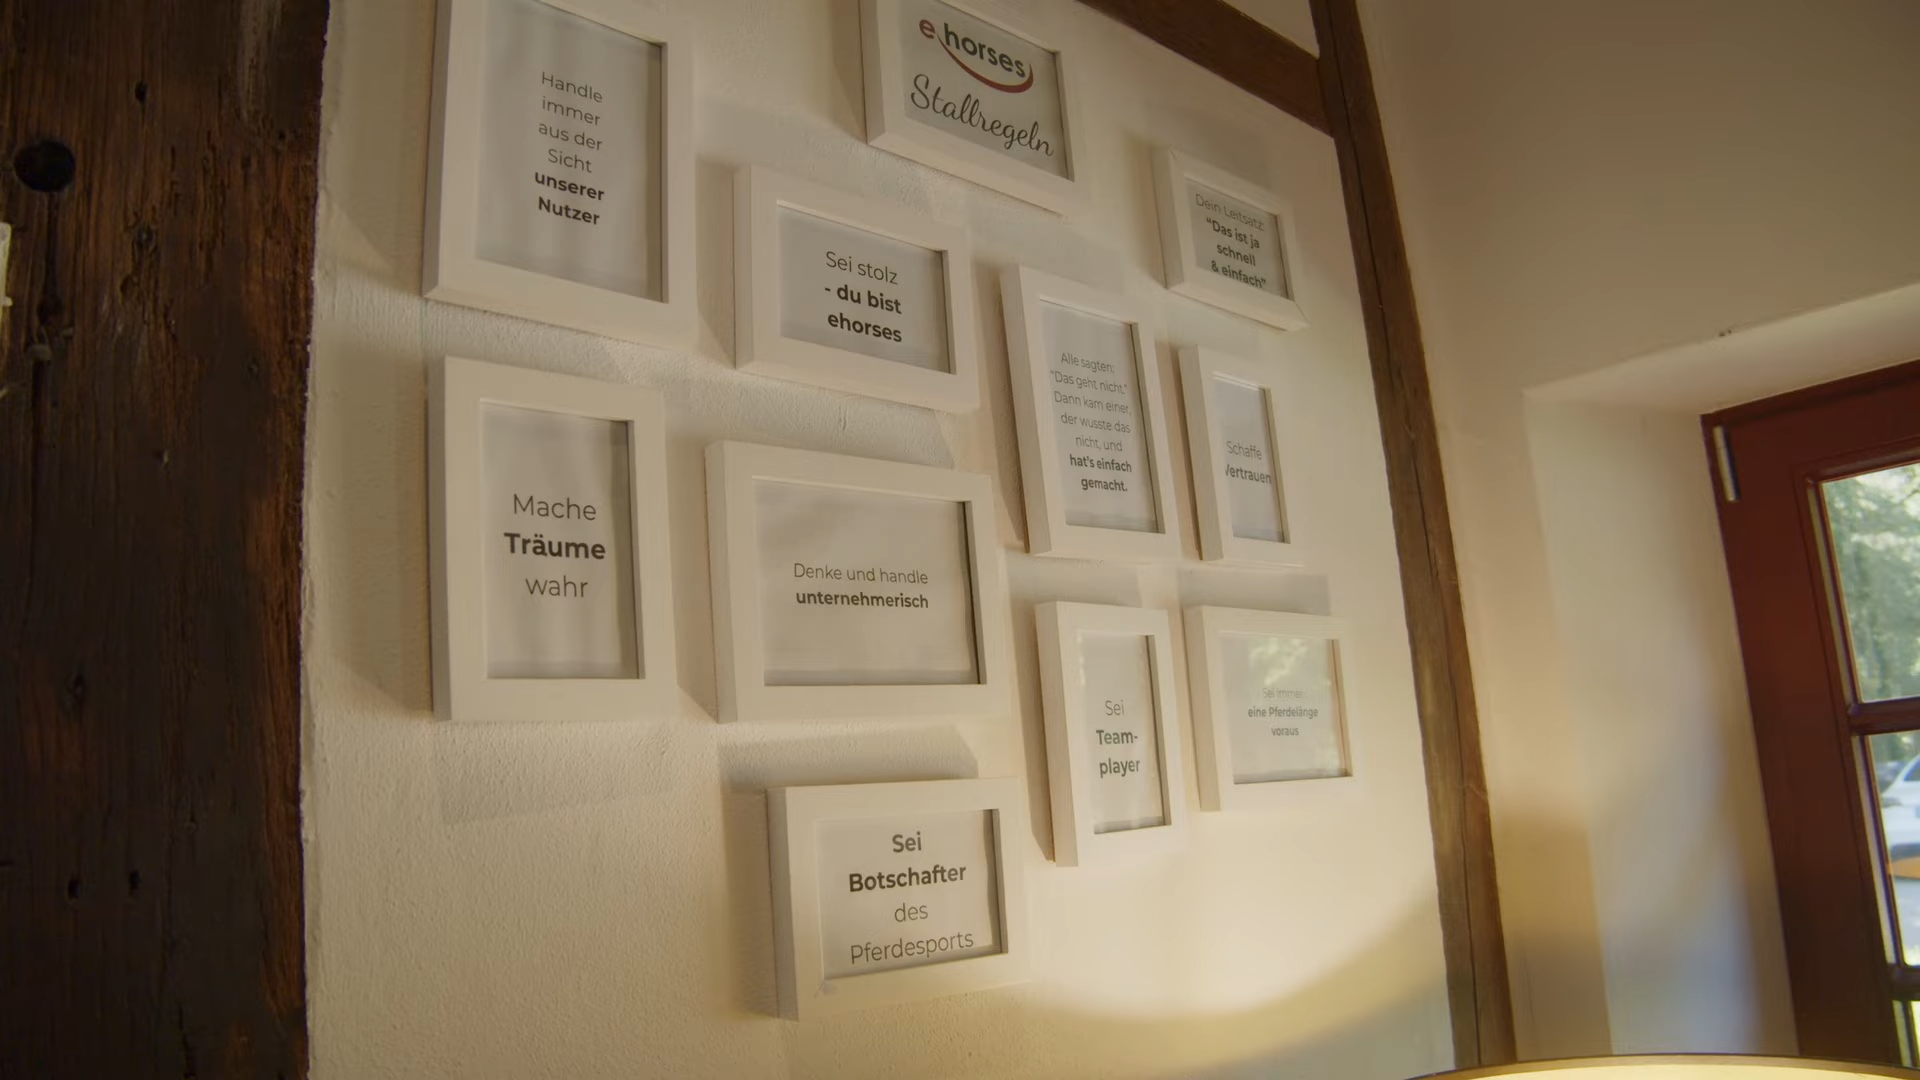 ehorses
Stallregeln
Handle
immer
aus der
Sicht
unserer
Nutzer
Sei stolz
- du bist
ehorses
Dein Leitsatz:
"Das ist ja
schnell
& einfach"
Alle sagten:
"Das geht nicht."
Dann kam einer,
der wusste das
nicht, und
hat's einfach
gemacht.
Schaffe
Vertrauen
Mache
Träume
wahr
Denke und handle
unternehmerisch
Sei
Team-
player
Sei immer
eine Pferdelänge
voraus
Sei
Botschafter
des
Pferdesports